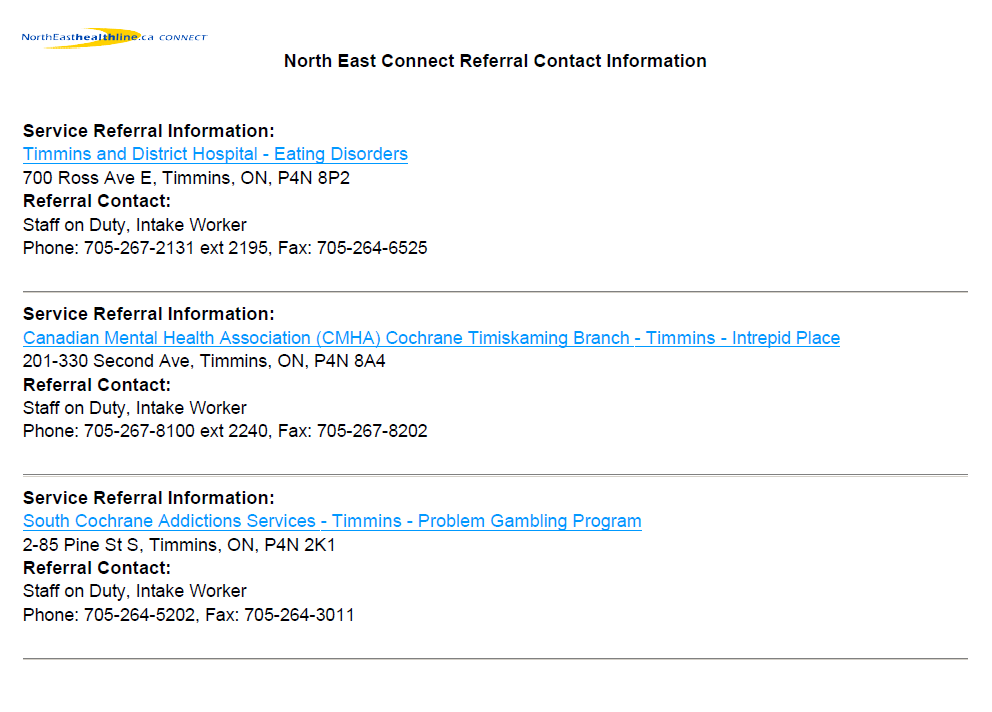 NorthEasthealthline.ca CONNECT
North East Connect Referral Contact Information
Service Referral Information:
Timmins and District Hospital - Eating Disorders
700 Ross Ave E, Timmins, ON, P4N 8P2
Referral Contact:
Staff on Duty, Intake Worker
Phone: 705-267-2131 ext 2195, Fax: 705-264-6525
Service Referral Information:
Canadian Mental Health Association (CMHA) Cochrane Timiskaming Branch - Timmins - Intrepid Place
201-330 Second Ave, Timmins, ON, P4N 8A4
Referral Contact:
Staff on Duty, Intake Worker
Phone: 705-267-8100 ext 2240, Fax: 705-267-8202
Service Referral Information:
South Cochrane Addictions Services - Timmins - Problem Gambling Program
2-85 Pine St S, Timmins, ON, P4N 2K1
Referral Contact:
Staff on Duty, Intake Worker
Phone: 705-264-5202, Fax: 705-264-3011